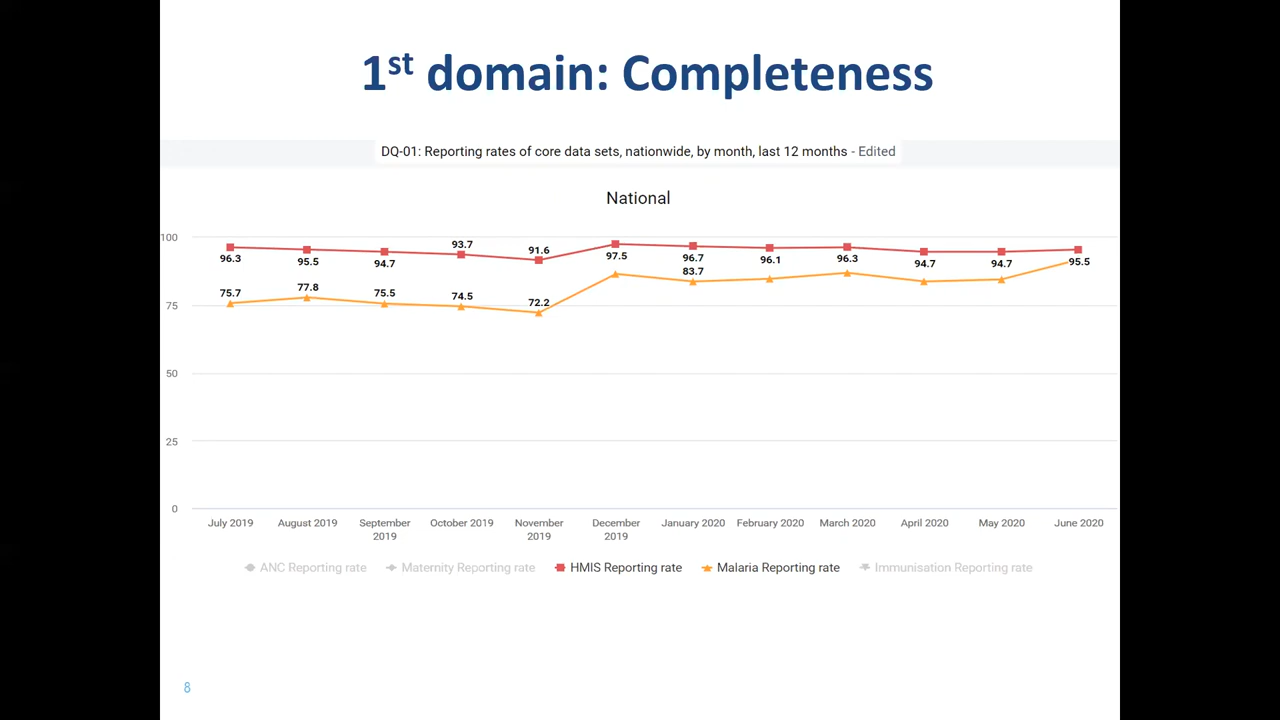 1st domain: Completeness
DQ-01: Reporting rates of core data sets, nationwide, by month, last 12 months - Edited
National
100
75
50
25
0
96.3
95.5
94.7
93.7
91.6
97.5
96.7
96.1
96.3
94.7
94.7
95.5
75.7
77.8
75.5
74.5
72.2
83.7
July 2019
August 2019
September
2019
October 2019
November
2019
December
2019
January 2020
February 2020
March 2020
April 2020
May 2020
June 2020
ANC Reporting rate
Maternity Reporting rate
HMIS Reporting rate
Malaria Reporting rate
Immunisation Reporting rate
8